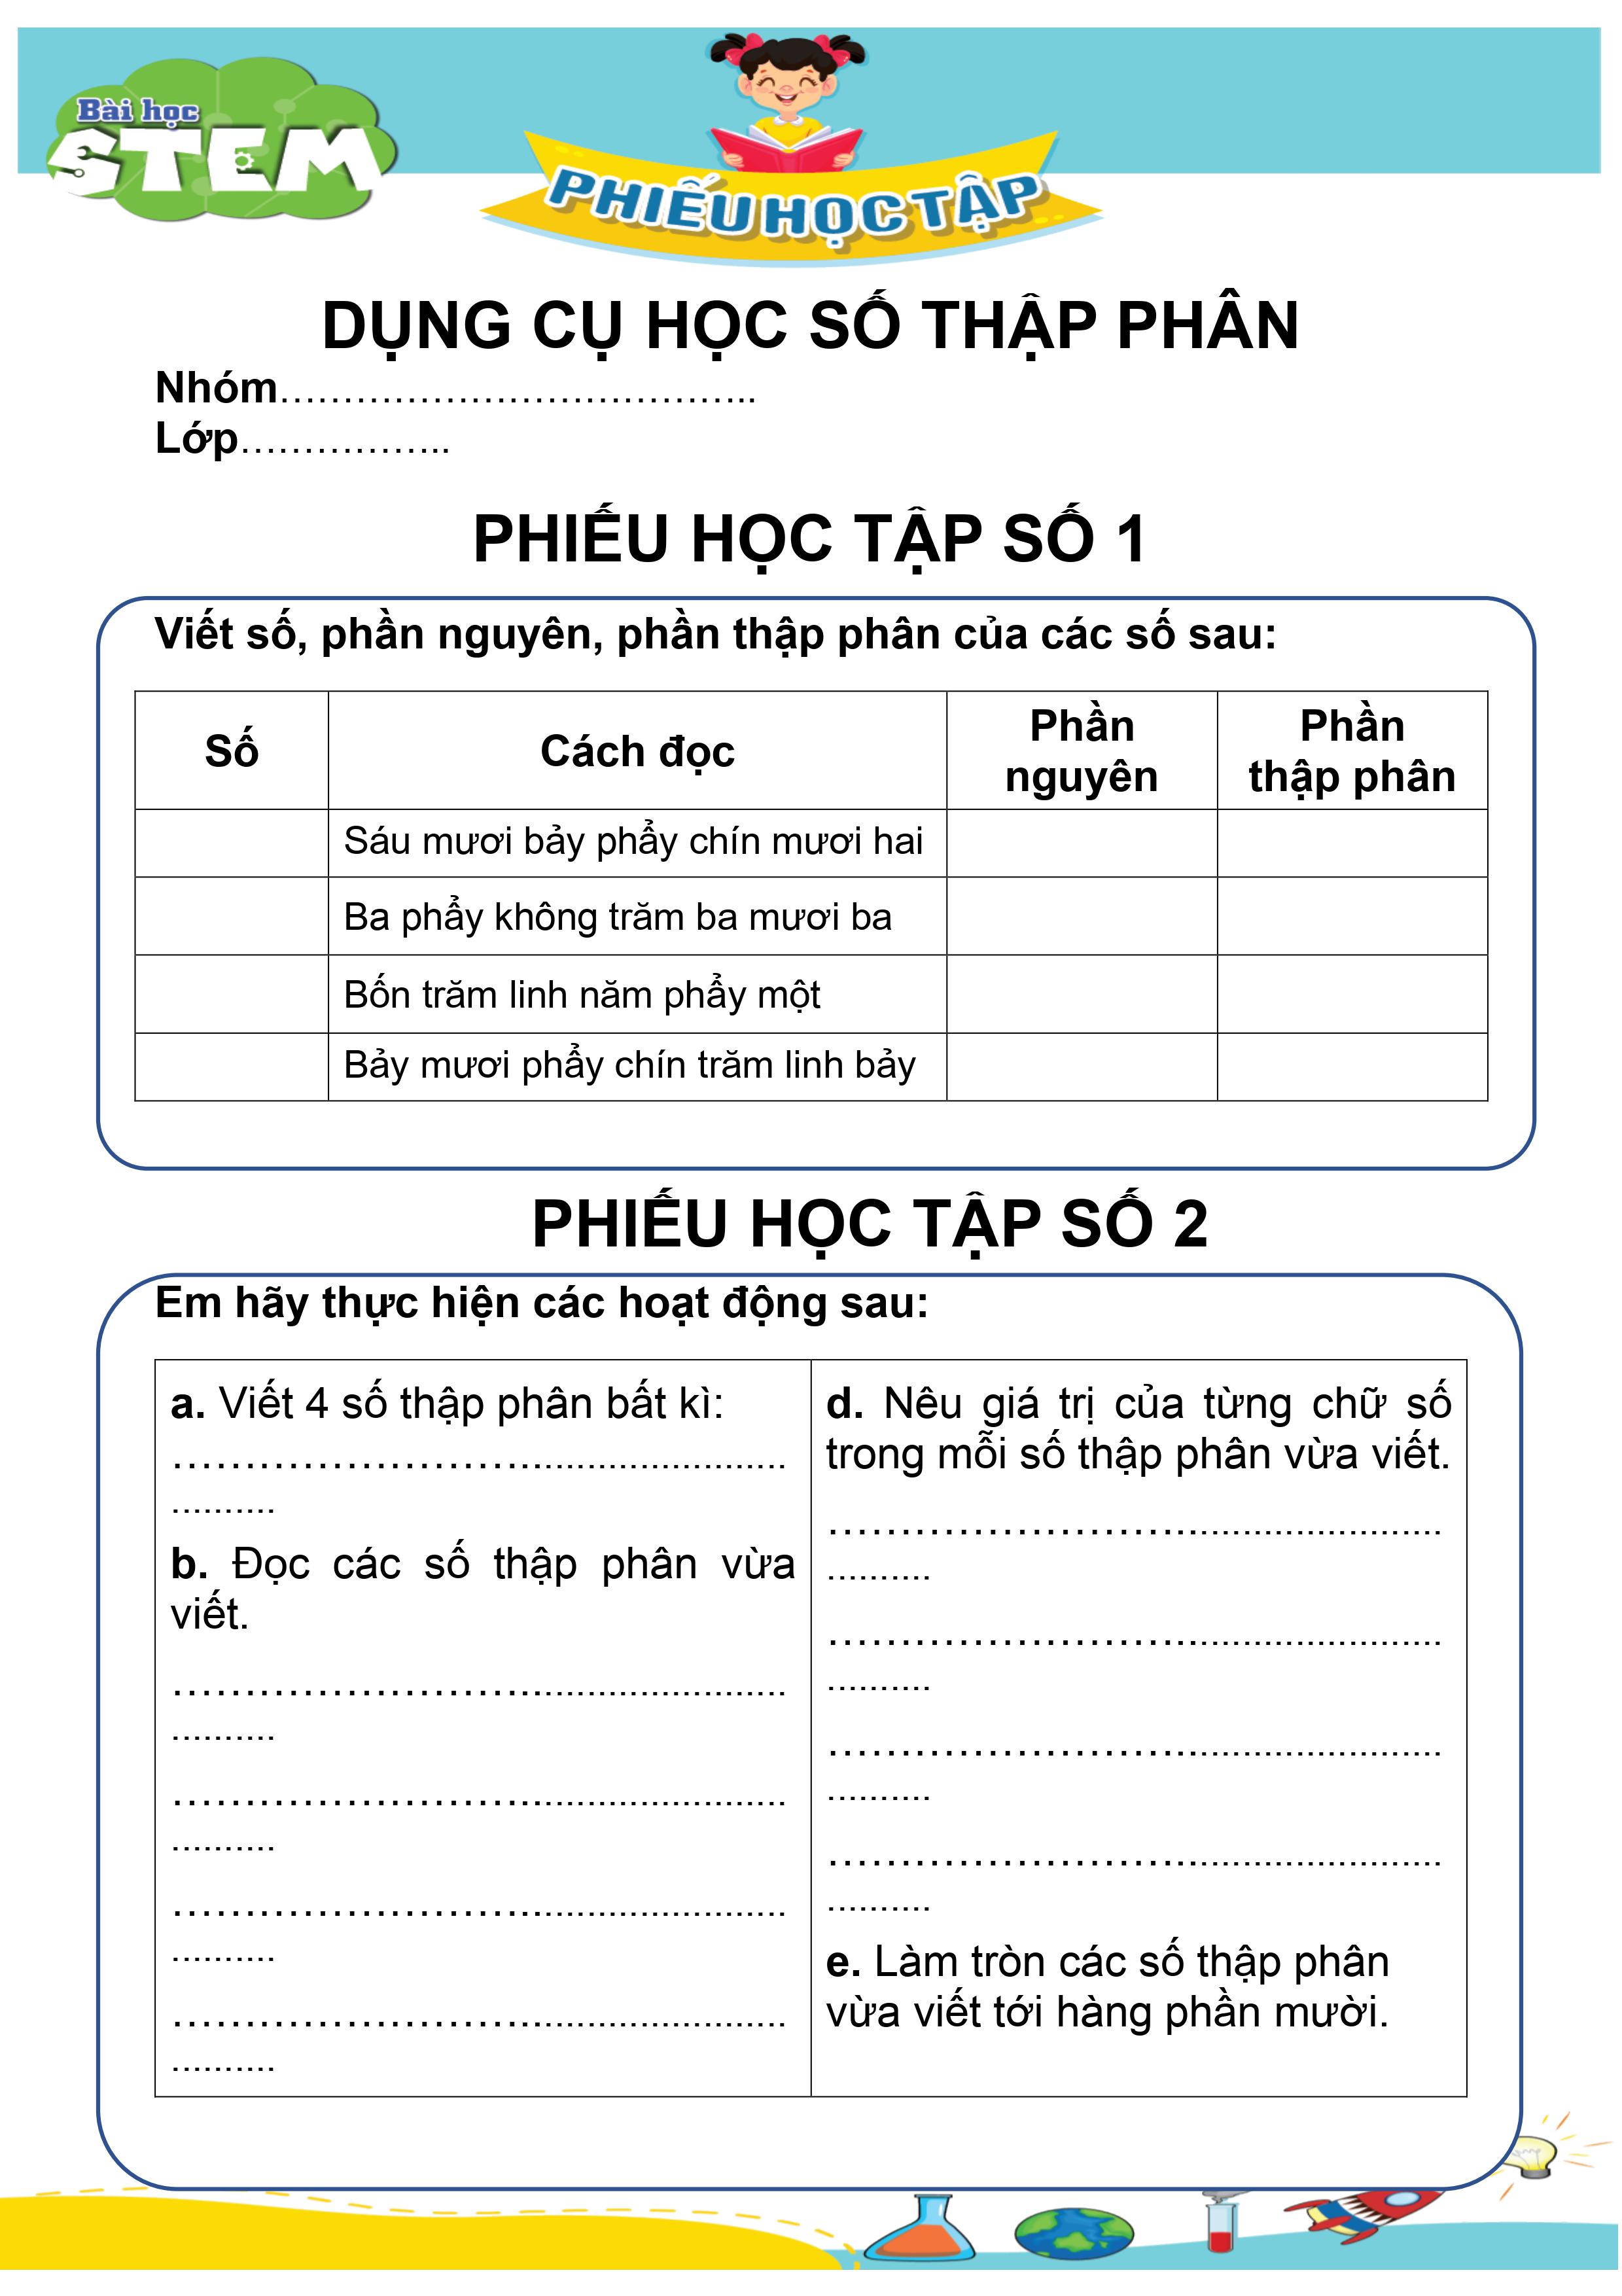 Bài học
STEM
PHIẾU HỌC TẬP
DỤNG CỤ HỌC SỐ THẬP PHÂN
Nhóm………………………………..
Lớp……………..
PHIẾU HỌC TẬP SỐ 1
Viết số, phần nguyên, phần thập phân của các số sau:
Số
Cách đọc
Phần
nguyên
Phần
thập phân
Sáu mươi bảy phẩy chín mươi hai
Ba phẩy không trăm ba mươi ba
Bốn trăm linh năm phẩy một
Bảy mươi phẩy chín trăm linh bảy
PHIẾU HỌC TẬP SỐ 2
Em hãy thực hiện các hoạt động sau:
a. Viết 4 số thập phân bất kì:
………………………..........................
..........
b. Đọc các số thập phân vừa
viết.
………………………..........................
..........
………………………..........................
..........
………………………..........................
..........
………………………..........................
..........
d. Nêu giá trị của từng chữ số
trong mỗi số thập phân vừa viết.
………………………..........................
..........
………………………..........................
..........
………………………..........................
..........
………………………..........................
..........
e. Làm tròn các số thập phân
vừa viết tới hàng phần mười.